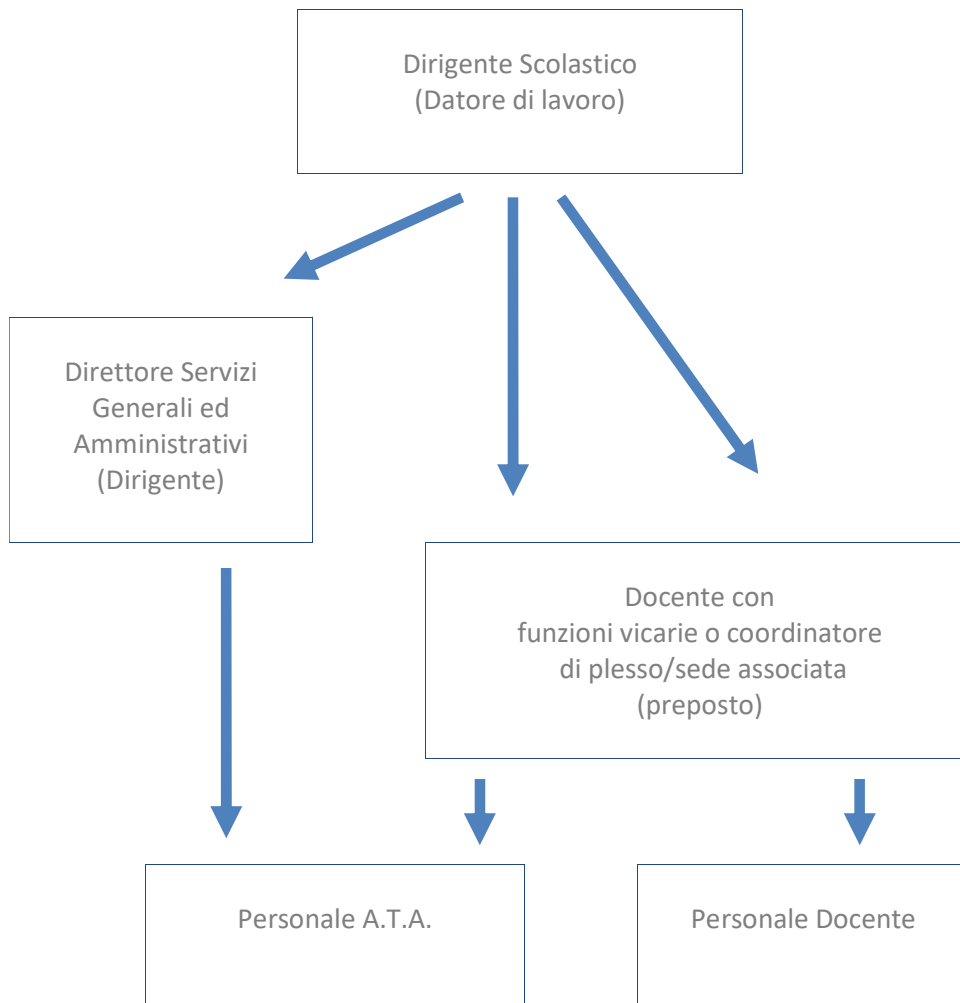 Dirigente Scolastico
(Datore di lavoro)
Direttore Servizi
Generali ed
Amministrativi
(Dirigente)
Docente con
funzioni vicarie o coordinatore
di plesso/sede associata
(preposto)
Personale A.T.A.
Personale Docente